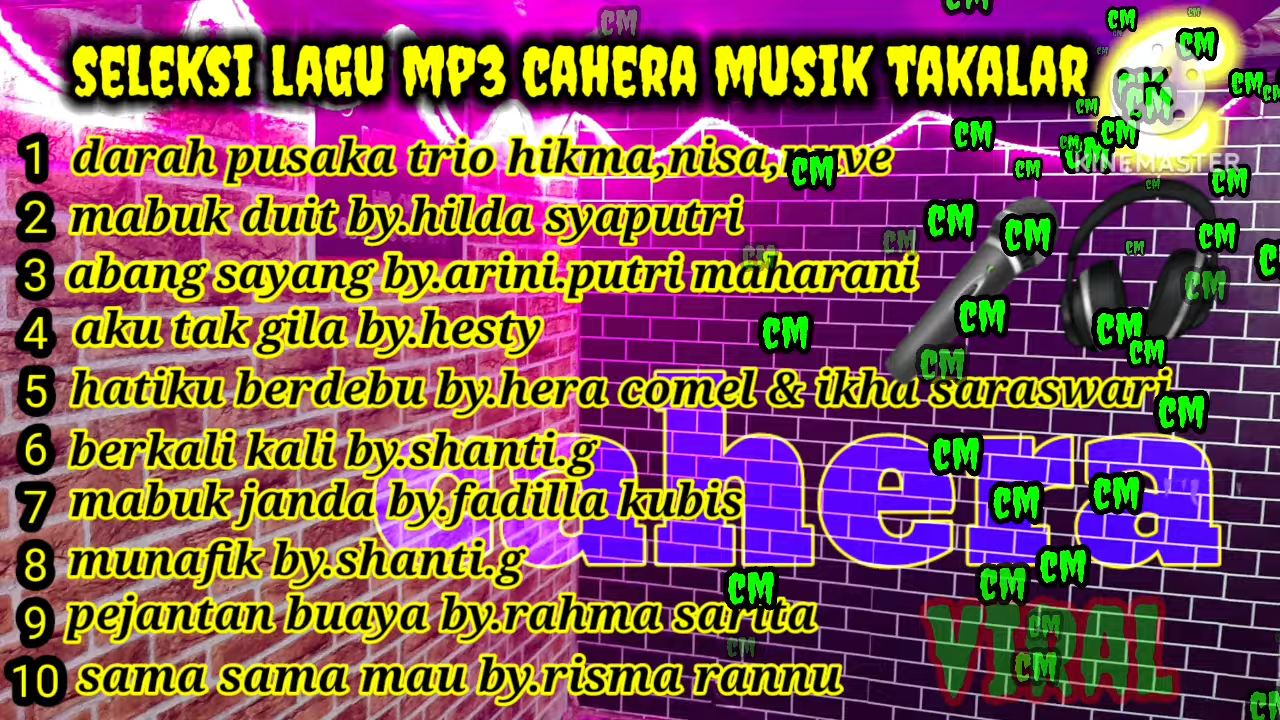 SELEKSI LAGU MP3 CAHERA MUSIK TAKALAR
KINEMASTER
1 darah pusaka trio hikma,nisa,
2 mabuk duit by.hilda syaputri
3 abang sayang by.arini.putri maharani
4 aku tak gila by.hesty
5 hatiku berdebu by.hera comel & ikha saraswari
6 berkali kali by.shanti.g
7 mabuk janda by.fadilla kubis
8 munafik by.shanti.g
9 pejantan buaya by.rahma sarita
10 sama sama mau by.risma rannu
cahera
VIRAL
CM